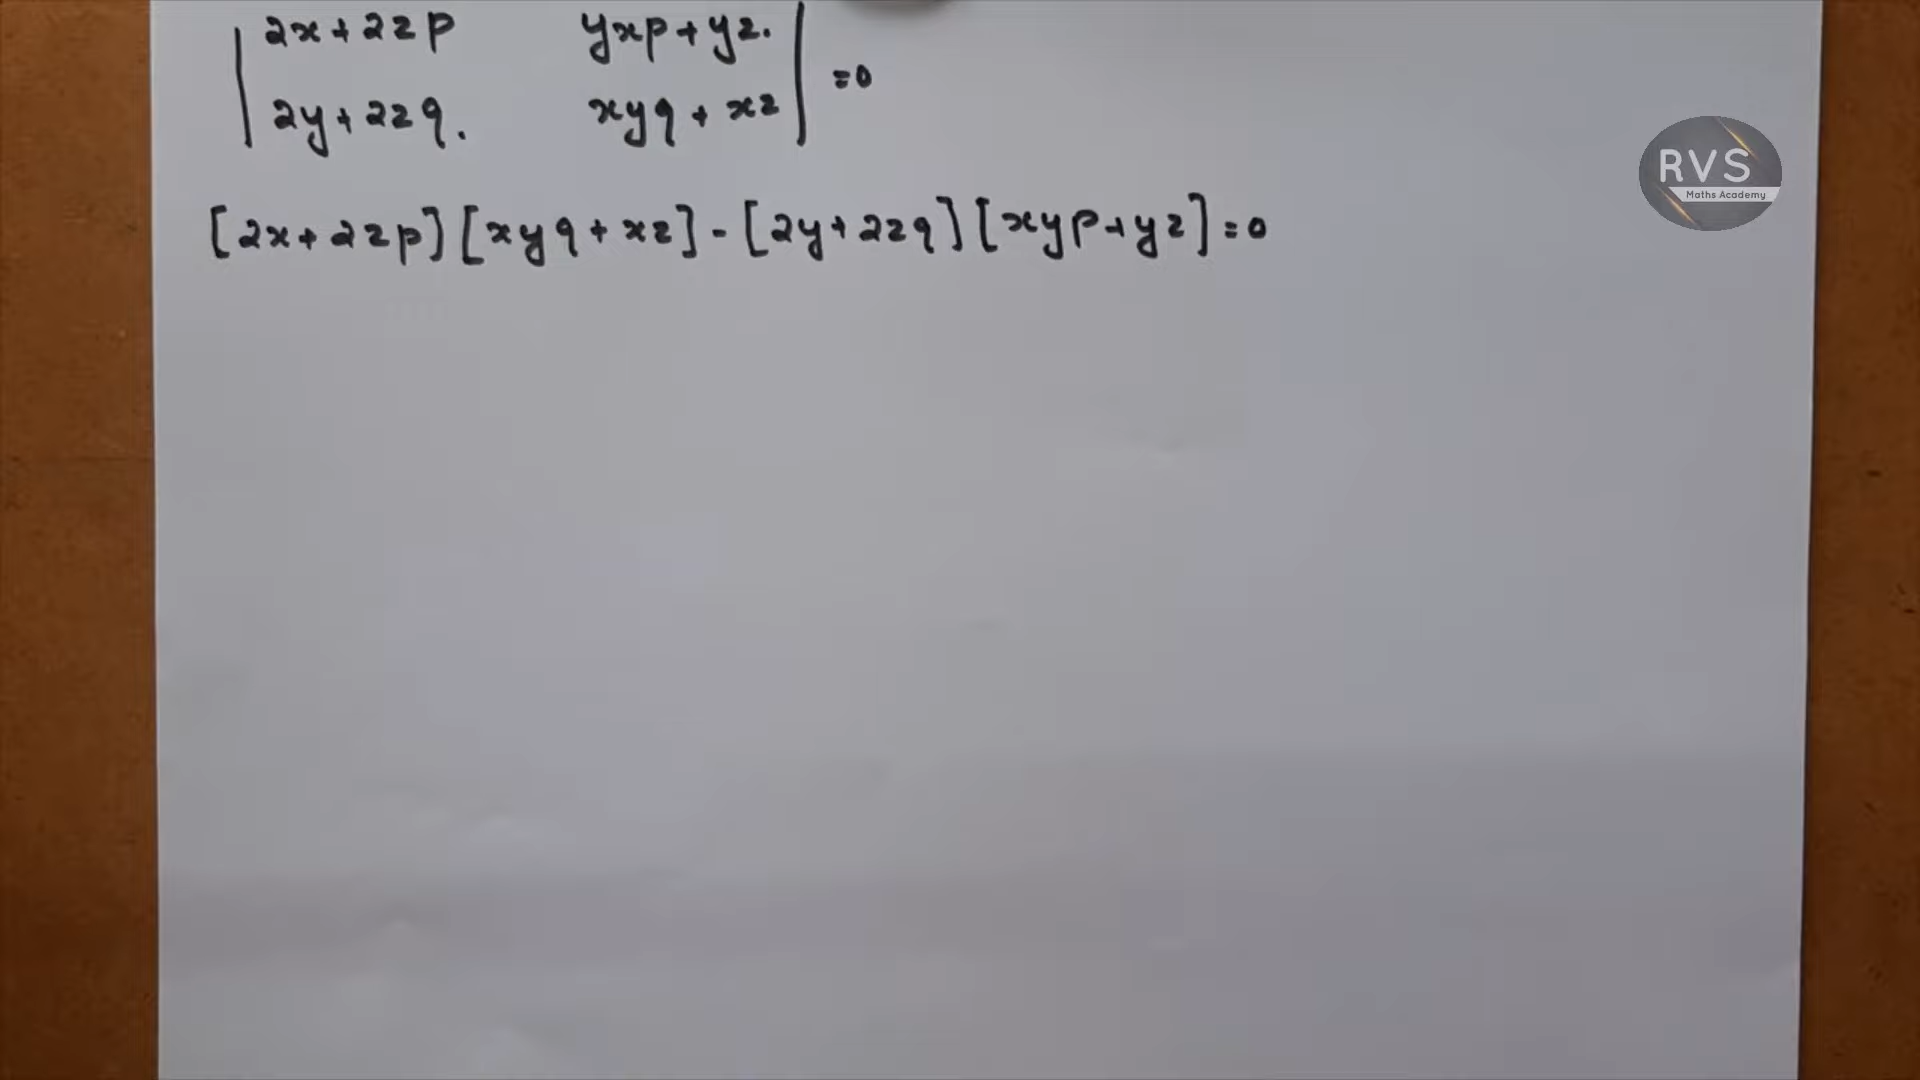 | 2x+2zp yxp+yz. |
| 2y+2zq. xyq+xz | =0
[2x+2zp][xyq+xz]-[2y+2zq][xyp+yz]=0
RVS
Maths Academy